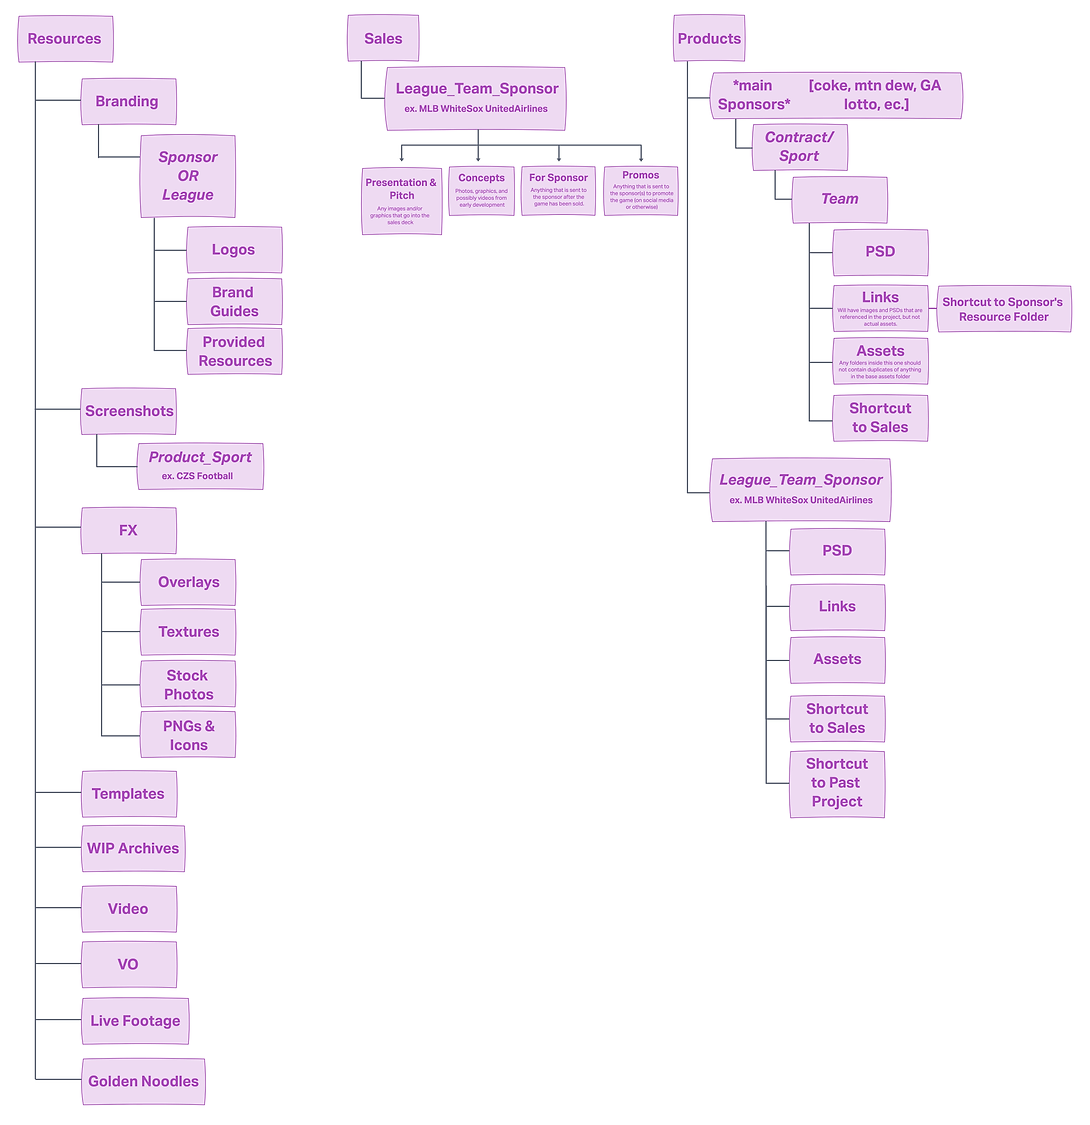 Resources
Branding
Sponsor
OR
League
Logos
Brand
Guides
Provided
Resources
Screenshots
Product_Sport
ex. CZS Football
FX
Overlays
Textures
Stock
Photos
PNGs &
Icons
Templates
WIP Archives
Video
VO
Live Footage
Golden Noodles
Sales
League_Team_Sponsor
ex. MLB WhiteSox UnitedAirlines
Presentation &
Pitch
Any images and/or
graphics that go into the
sales deck
Concepts
Photos, graphics, and
possibly videos from
early development
For Sponsor
Anything that is sent to
the sponsor after the
game has been sold.
Promos
Anything that is sent to
the sponsor(s) to promote
the game (on social media
or otherwise)
Products
*main
Sponsors*
[coke, mtn dew, GA
lotto, ec.]
Contract/
Sport
Team
PSD
Links
Will have images and PSDs that are
referenced in the project, but not
actual assets.
Shortcut to Sponsor's
Resource Folder
Assets
Any folders inside this one should
not contain duplicates of anything
in the base assets folder
Shortcut
to Sales
League_Team_Sponsor
ex. MLB WhiteSox UnitedAirlines
PSD
Links
Assets
Shortcut
to Sales
Shortcut
to Past
Project